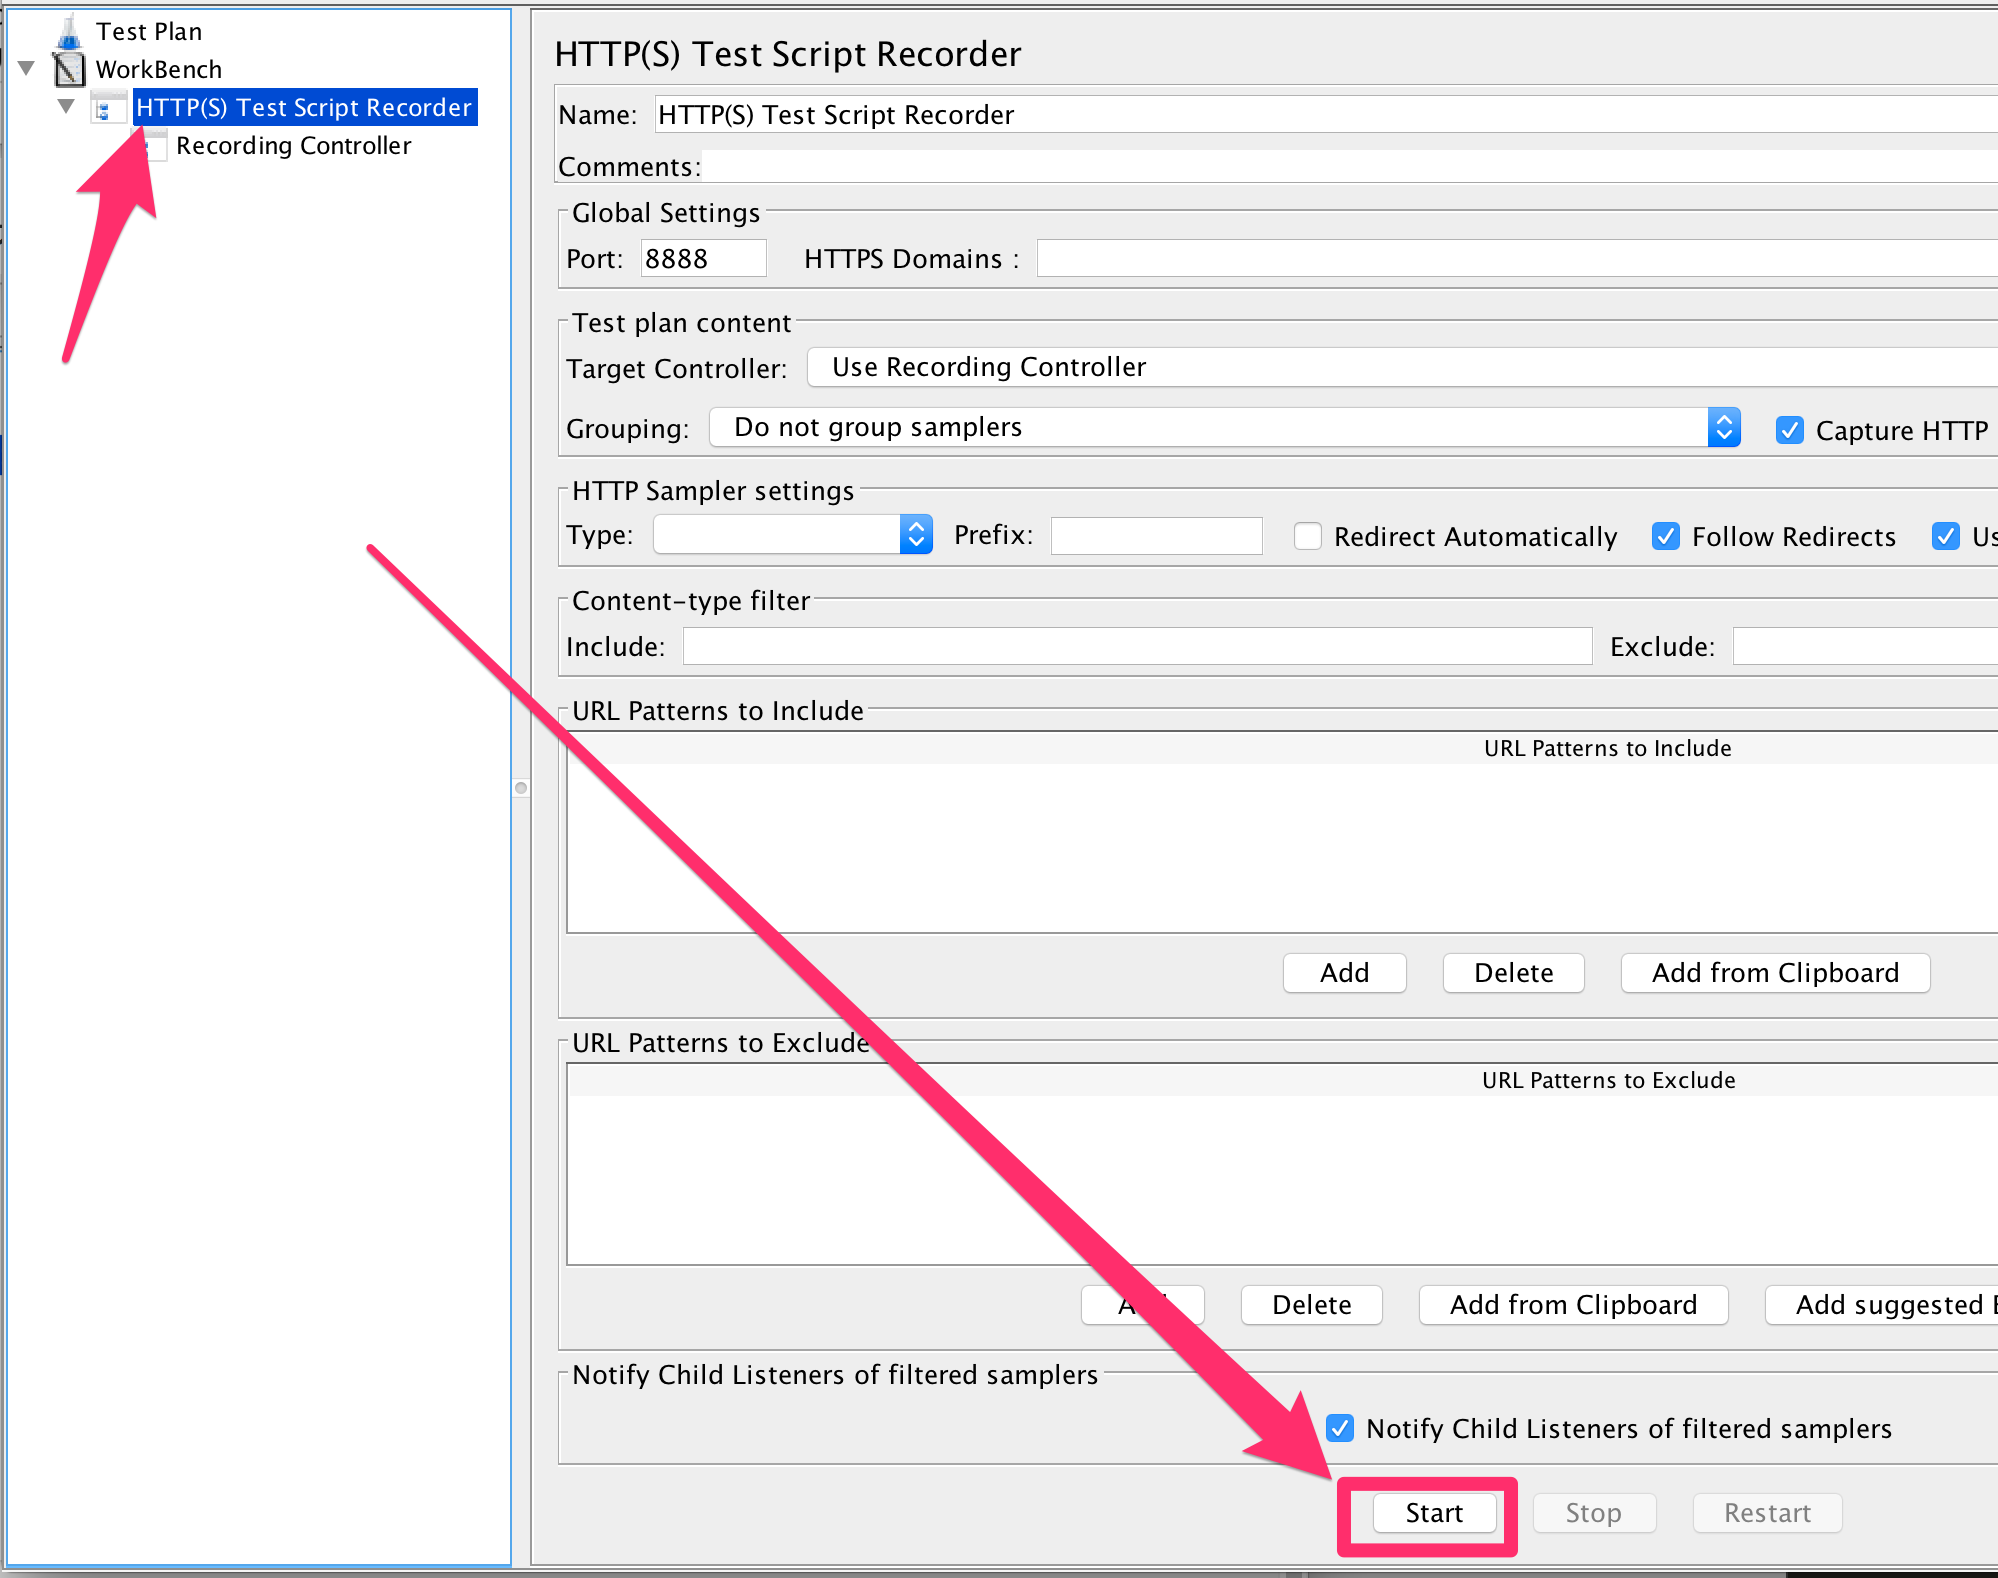 Test Plan
WorkBench
HTTP(S) Test Script Recorder
Recording Controller
HTTP(S) Test Script Recorder
Name: HTTP(S) Test Script Recorder
Comments:
Global Settings
Port: 8888 HTTPS Domains :
Test plan content
Target Controller: Use Recording Controller
Grouping: Do not group samplers Capture HTTP
HTTP Sampler settings
Type: Prefix: Redirect Automatically Follow Redirects
Content-type filter
Include: Exclude:
URL Patterns to Include
URL Patterns to Include
Add Delete Add from Clipboard
URL Patterns to Exclude
URL Patterns to Exclude
Delete Add from Clipboard Add suggested
Notify Child Listeners of filtered samplers
Notify Child Listeners of filtered samplers
Start Stop Restart